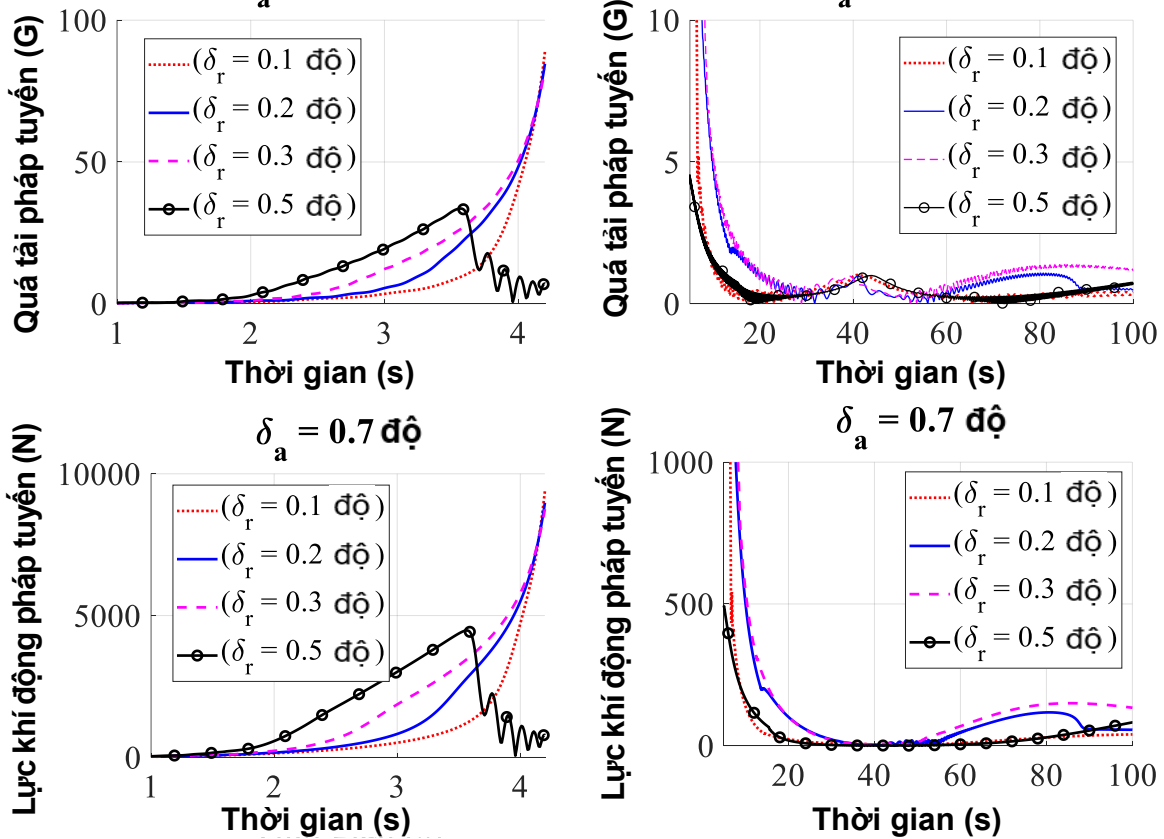 a
a
Quá tải pháp tuyến (G)
100
50
0
1
2
3
4
(δr = 0.1 độ)
(δr = 0.2 độ)
(δr = 0.3 độ)
(δr = 0.5 độ)
Thời gian (s)
Quá tải pháp tuyến (G)
10
5
0
20
40
60
80
100
(δr = 0.1 độ)
(δr = 0.2 độ)
(δr = 0.3 độ)
(δr = 0.5 độ)
Thời gian (s)
δa = 0.7 độ
Lực khí động pháp tuyến (N)
10000
5000
0
1
2
3
4
(δr = 0.1 độ)
(δr = 0.2 độ)
(δr = 0.3 độ)
(δr = 0.5 độ)
Thời gian (s)
δa = 0.7 độ
Lực khí động pháp tuyến (N)
1000
500
0
20
40
60
80
100
(δr = 0.1 độ)
(δr = 0.2 độ)
(δr = 0.3 độ)
(δr = 0.5 độ)
Thời gian (s)